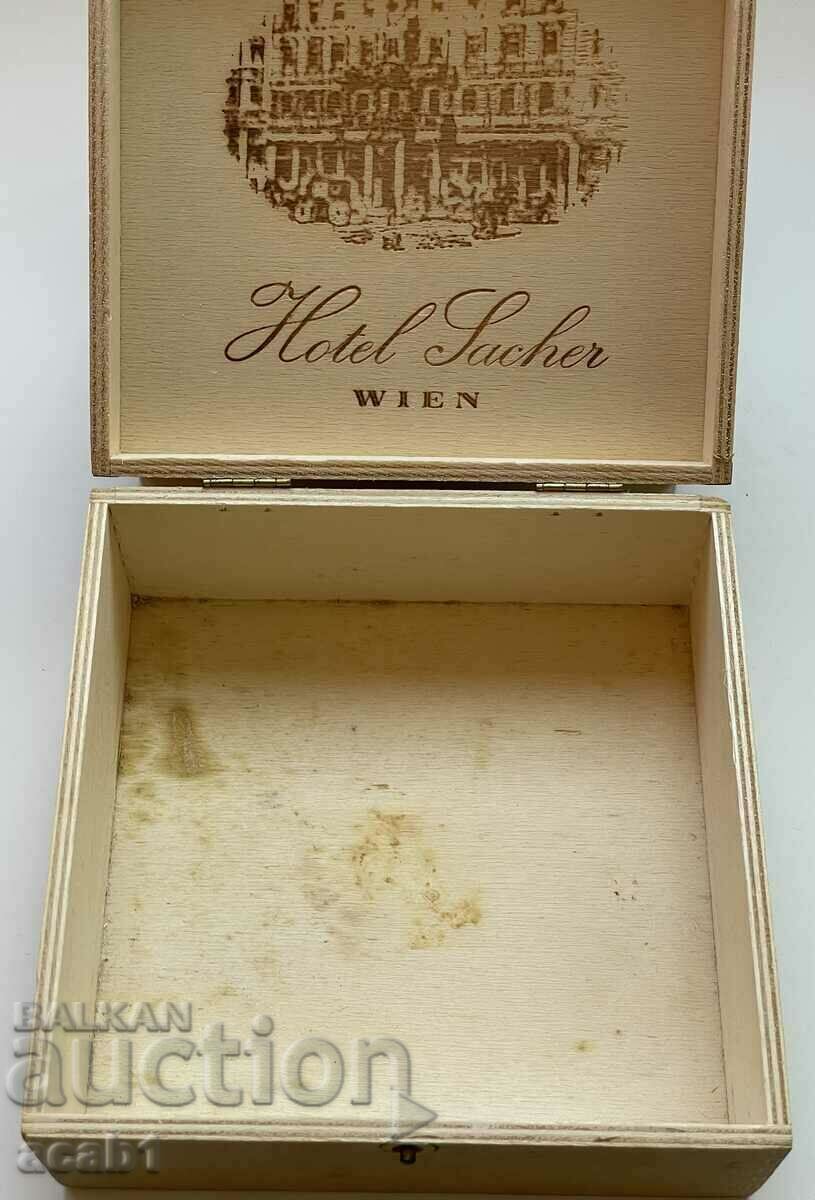 Hotel Sacher
WIEN
BALKAN
auction
acab1